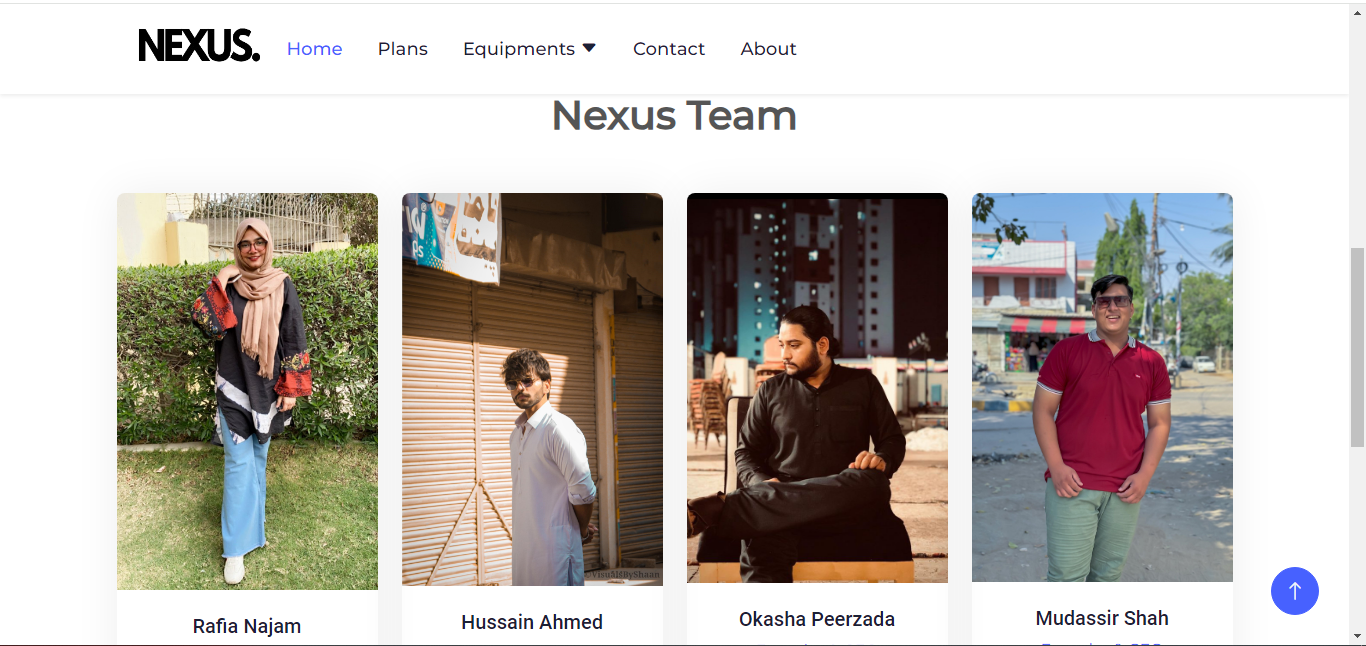 NEXUS.
Home Plans Equipments Contact About
Nexus Team
Rafia Najam
Hussain Ahmed
Okasha Peerzada
Mudassir Shah